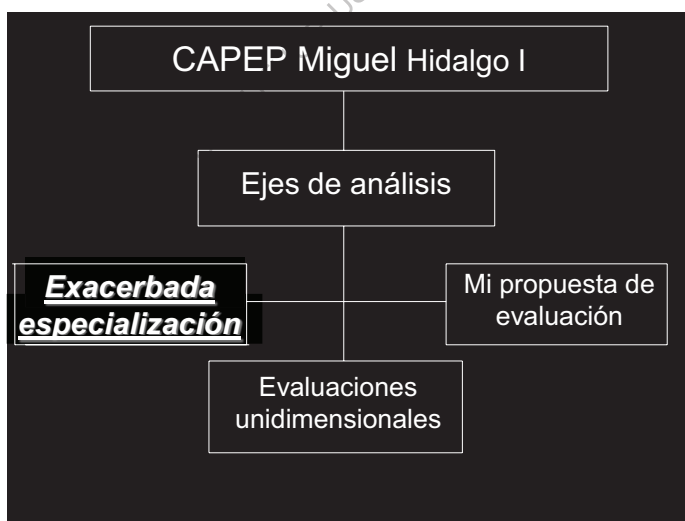 CAPEP Miguel Hidalgo I
Ejes de análisis
Exacerbada
especialización
Mi propuesta de
evaluación
Evaluaciones
unidimensionales